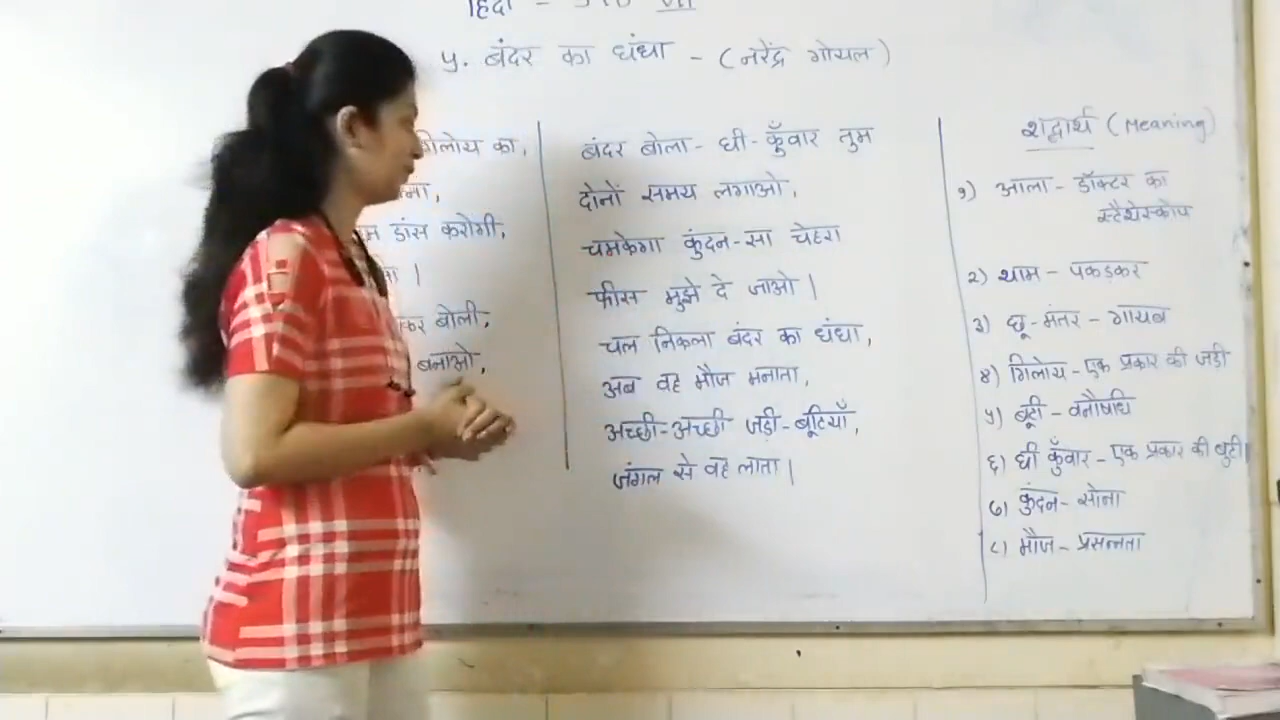 हिंदी -
५. बंदर का धंधा - (नरेंद्र गोयल)
गिलोय का,
डांस करोगी,
बोली,
बनाओ,
बंदर बोला- घी-कुँवार तुम
दोनों समय लगाओ,
चमकेगा कुंदन-सा चेहरा
फीस मुझे दे जाओ |
चल निकला बंदर का धंधा,
अब वह मौज मनाता,
अच्छी-अच्छी जड़ी-बूटियाँ,
जंगल से वह लाता |
शब्दार्थ (Meaning)
१) आला- डॉक्टर का
स्टैथेस्कोप
२) थाम - पकड़कर
३) छू-मंतर - गायब
४) गिलोय-एक प्रकार की जड़ी
५) बूटी - वनौषधि
६) घी कुँवार - एक प्रकार की बुटी
७) कुंदन- सोना
८) मौज- प्रसन्नता